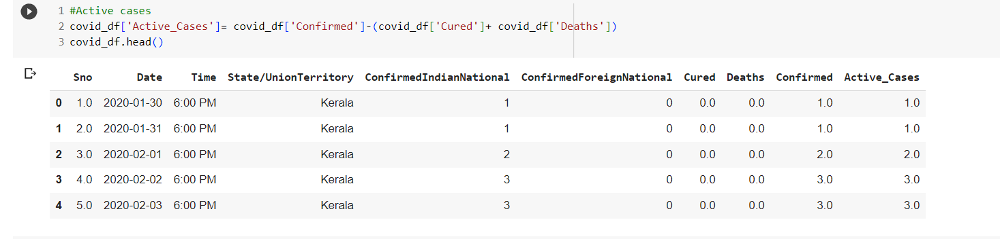 1 #Active cases
2 covid_df['Active_Cases']= covid_df['Confirmed']-(covid_df['Cured']+ covid_df['Deaths'])
3 covid_df.head()
Sno Date Time State/UnionTerritory ConfirmedIndianNational ConfirmedForeignNational Cured Deaths Confirmed Active_Cases
0 1.0 2020-01-30 6:00 PM Kerala 1 0 0.0 0.0 1.0 1.0
1 2.0 2020-01-31 6:00 PM Kerala 1 0 0.0 0.0 1.0 1.0
2 3.0 2020-02-01 6:00 PM Kerala 2 0 0.0 0.0 2.0 2.0
3 4.0 2020-02-02 6:00 PM Kerala 3 0 0.0 0.0 3.0 3.0
4 5.0 2020-02-03 6:00 PM Kerala 3 0 0.0 0.0 3.0 3.0